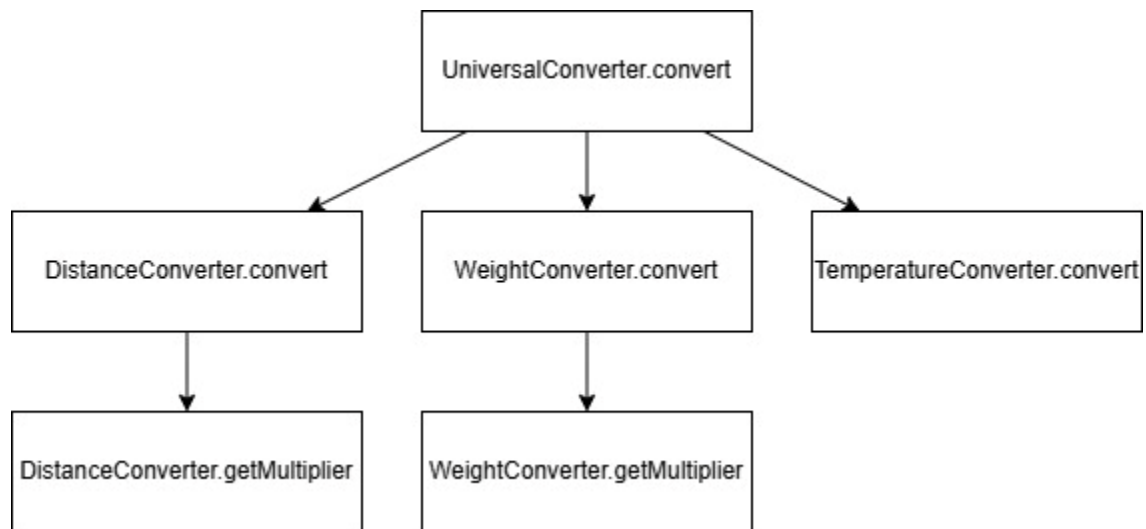 UniversalConverter.convert
DistanceConverter.convert
WeightConverter.convert
TemperatureConverter.convert
DistanceConverter.getMultiplier
WeightConverter.getMultiplier